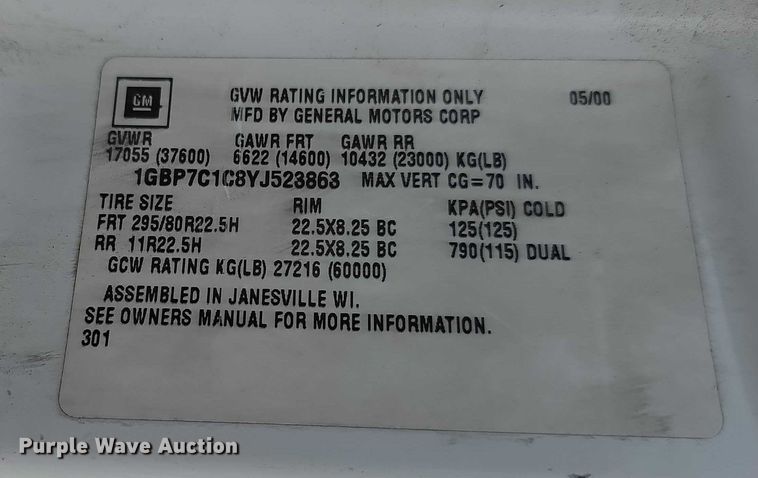 GM
GVW RATING INFORMATION ONLY 05/00
MFD BY GENERAL MOTORS CORP
GVWR GAWR FRT GAWR RR
17055 (37600) 6622 (14600) 10432 (23000) KG(LB)
1GBP7C1C8YJ523863 MAX VERT CG=70 IN.
TIRE SIZE RIM KPA(PSI) COLD
FRT 295/80R22.5H 22.5X8.25 BC 125(125)
RR 11R22.5H 22.5X8.25 BC 790(115) DUAL
GCW RATING KG(LB) 27216 (60000)
ASSEMBLED IN JANESVILLE WI.
SEE OWNERS MANUAL FOR MORE INFORMATION.
301
Purple Wave Auction